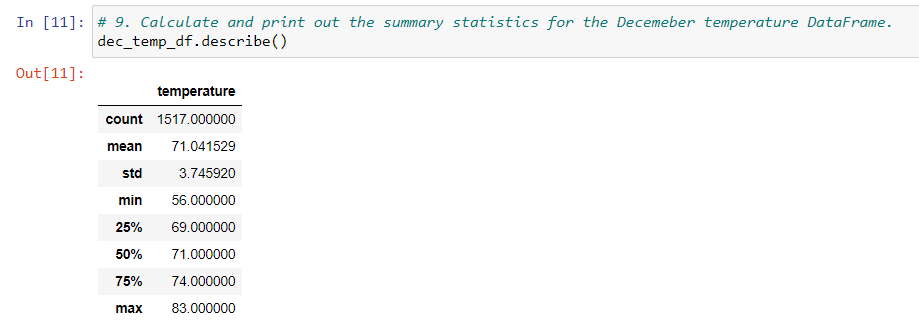 In [11]: # 9. Calculate and print out the summary statistics for the Decemeber temperature DataFrame.
dec_temp_df.describe()
Out[11]:
temperature
count 1517.000000
mean 71.041529
std 3.745920
min 56.000000
25% 69.000000
50% 71.000000
75% 74.000000
max 83.000000